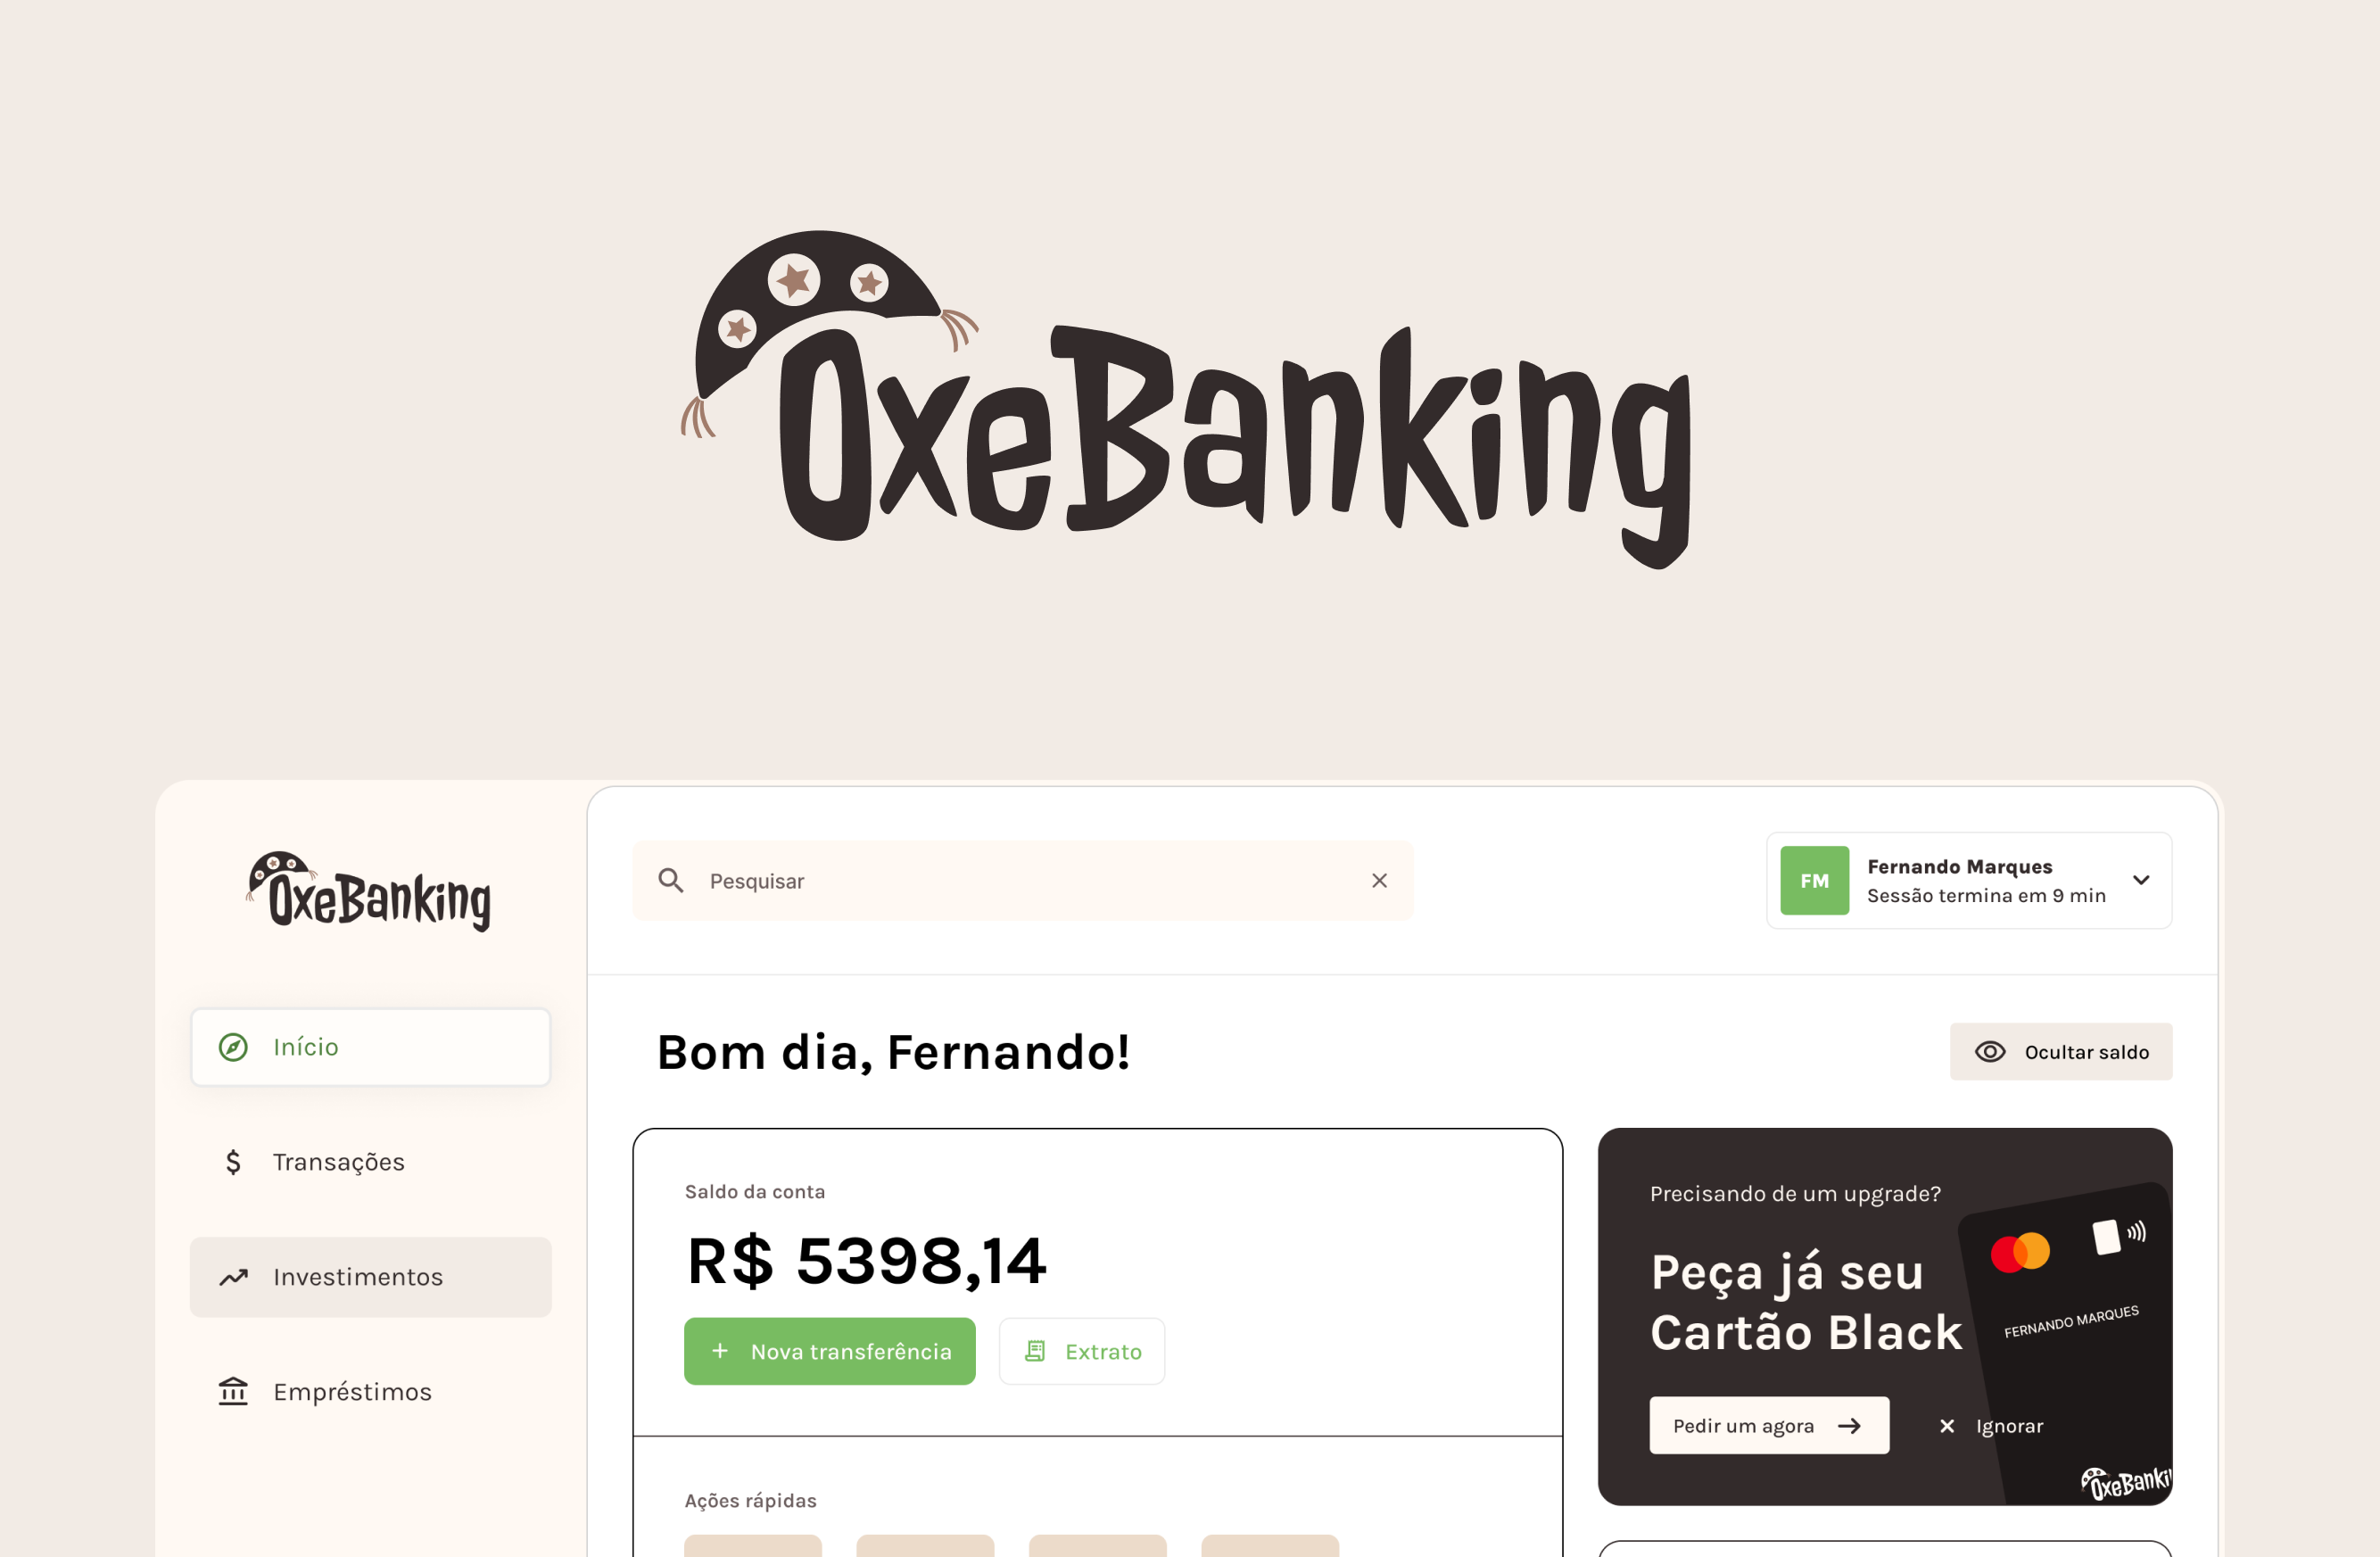 OxeBanking
OxeBanking
Início
Transações
Investimentos
Empréstimos
Pesquisar
FM
Fernando Marques
Sessão termina em 9 min
Bom dia, Fernando!
Ocultar saldo
Saldo da conta
R$ 5398,14
+ Nova transferência
Extrato
Ações rápidas
Precisando de um upgrade?
Peça já seu
Cartão Black
Pedir um agora
Ignorar
FERNANDO MARQUES
OxeBanki